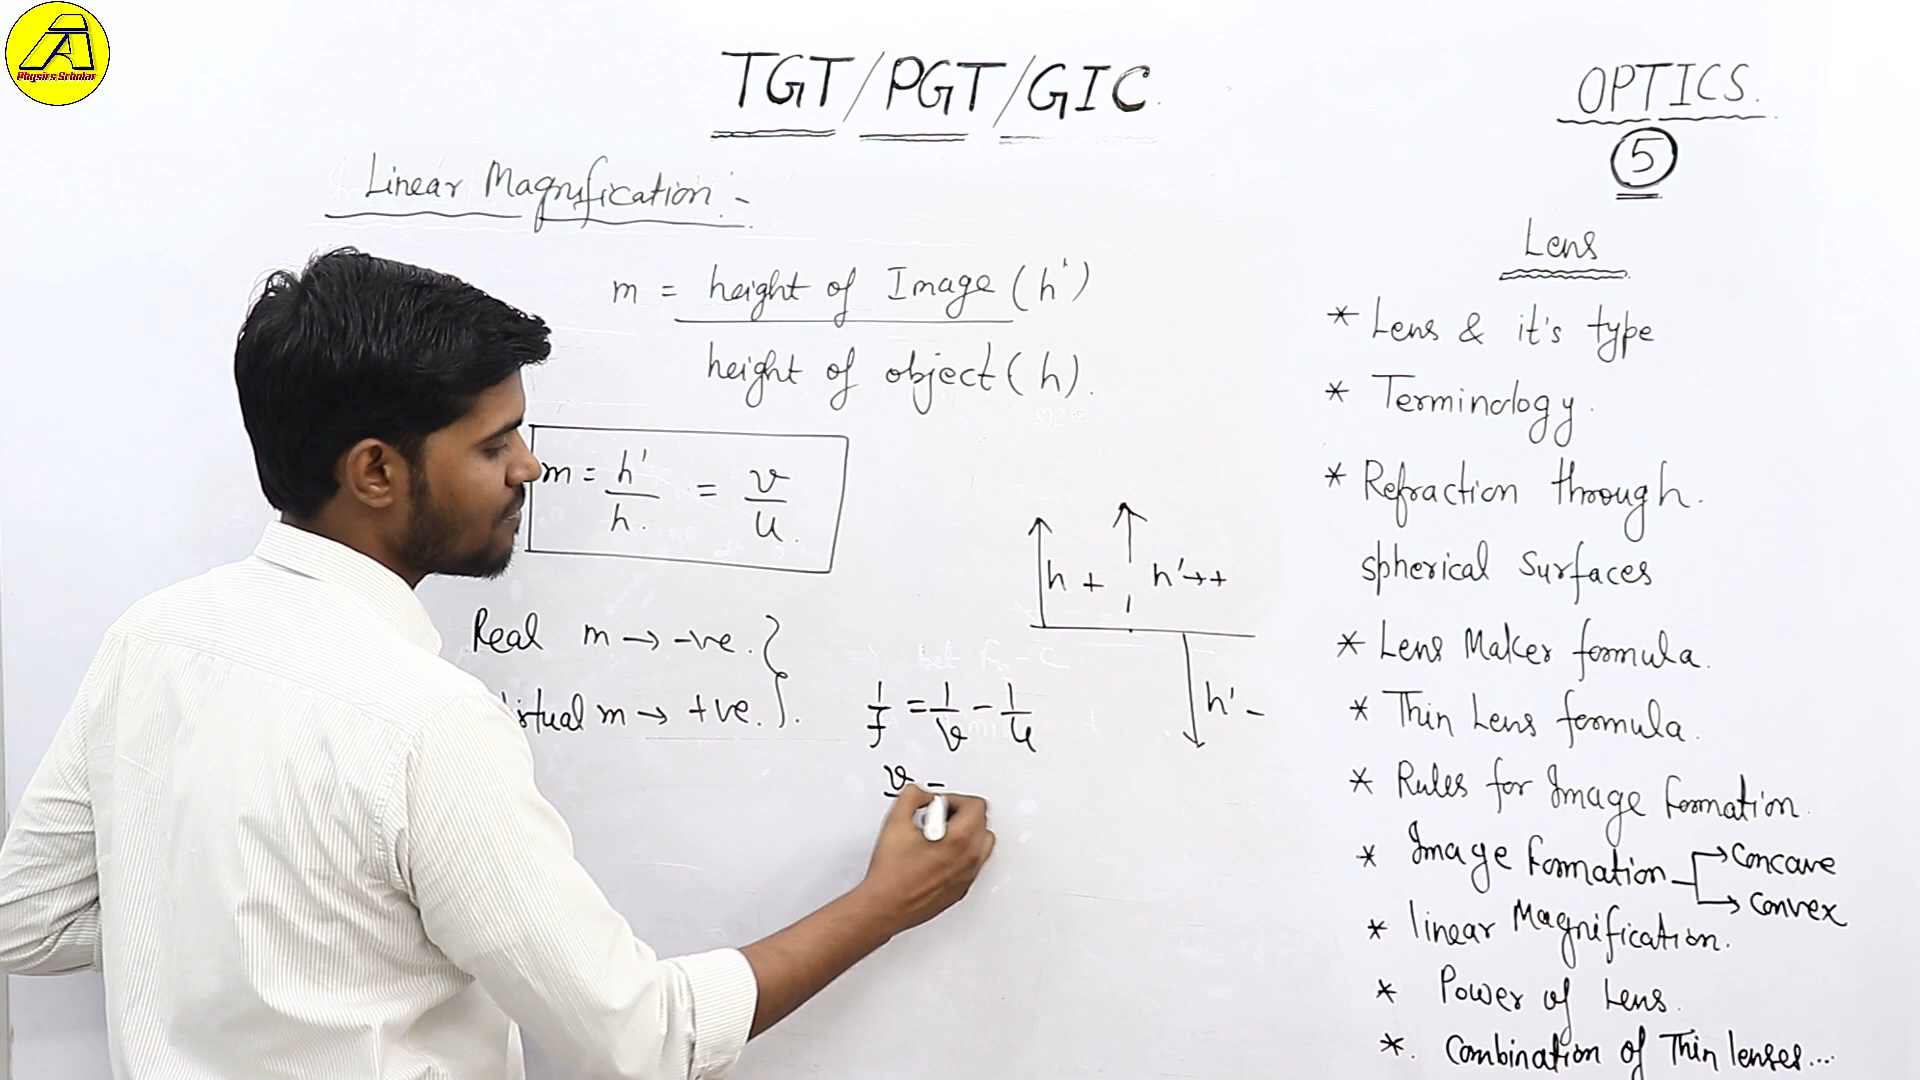 Physics Scholar
TGT/PGT/GIC
OPTICS.
5
Linear Magnification :-
m = height of Image (h')
height of object (h).
m = h' = v
h. u.
h + h'→+
h' -
Real m → -ve.
m → +ve.
1 = 1 - 1
f v u
v -
Lens
* Lens & it's type
* Terminology.
* Refraction through.
spherical surfaces
* Lens Maker formula.
* Thin Lens formula.
* Rules for Image formation.
* Image formation → Concave
→ Convex
* linear Magnification.
* Power of Lens.
*. Combination of Thin lenses...